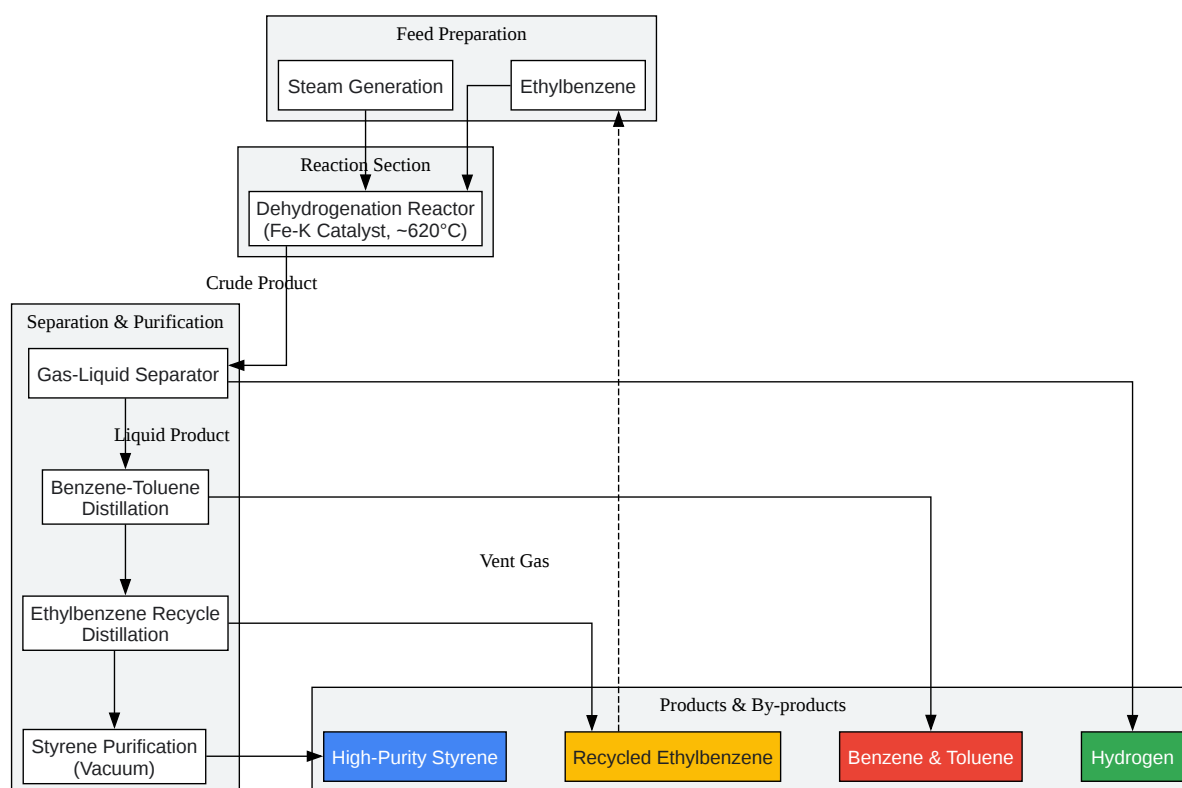 Feed Preparation
Steam Generation
Ethylbenzene
Reaction Section
Dehydrogenation Reactor
(Fe-K Catalyst, ~620°C)
Crude Product
Separation & Purification
Gas-Liquid Separator
Liquid Product
Benzene-Toluene
Distillation
Vent Gas
Ethylbenzene Recycle
Distillation
Products & By-products
Styrene Purification
(Vacuum)
High-Purity Styrene
Recycled Ethylbenzene
Benzene & Toluene
Hydrogen